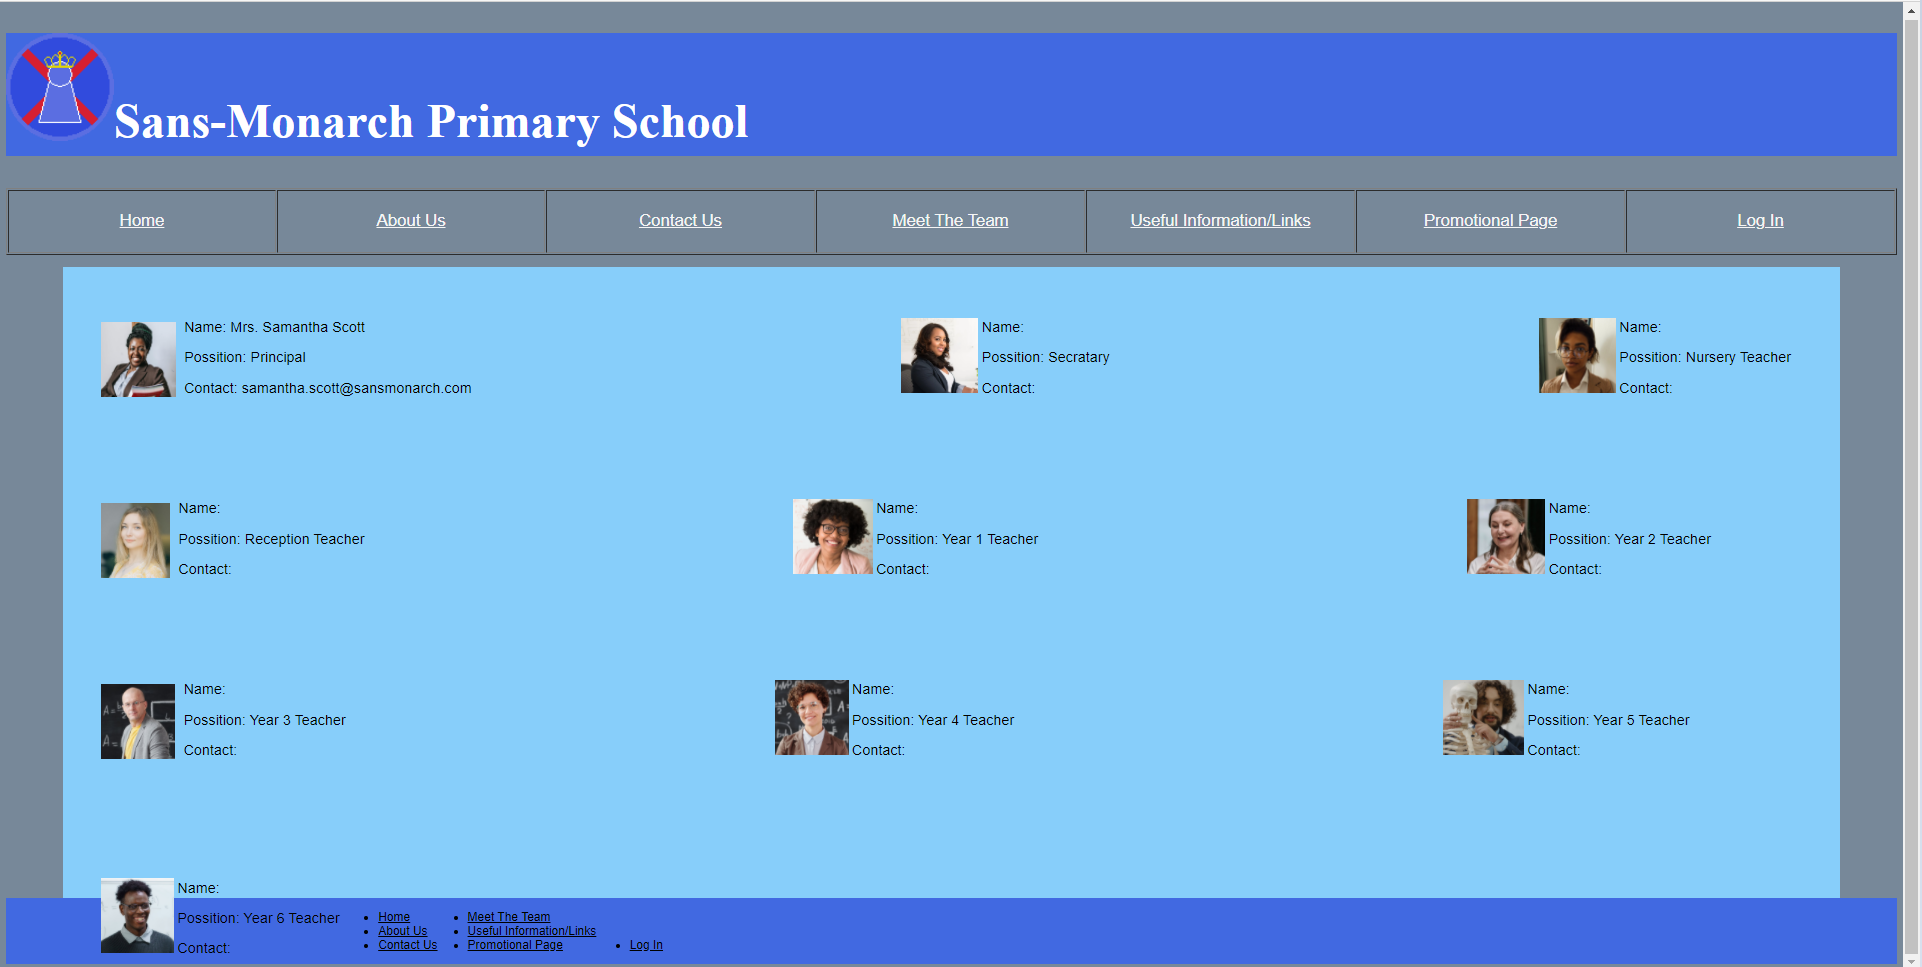 Sans-Monarch Primary School
Home
About Us
Contact Us
Meet The Team
Useful Information/Links
Promotional Page
Log In
Name: Mrs. Samantha Scott
Possition: Principal
Contact: samantha.scott@sansmonarch.com
Name:
Possition: Secratary
Contact:
Name:
Possition: Nursery Teacher
Contact:
Name:
Possition: Reception Teacher
Contact:
Name:
Possition: Year 1 Teacher
Contact:
Name:
Possition: Year 2 Teacher
Contact:
Name:
Possition: Year 3 Teacher
Contact:
Name:
Possition: Year 4 Teacher
Contact:
Name:
Possition: Year 5 Teacher
Contact:
Name:
Possition: Year 6 Teacher
Contact:
Home
About Us
Contact Us
Meet The Team
Useful Information/Links
Promotional Page
Log In